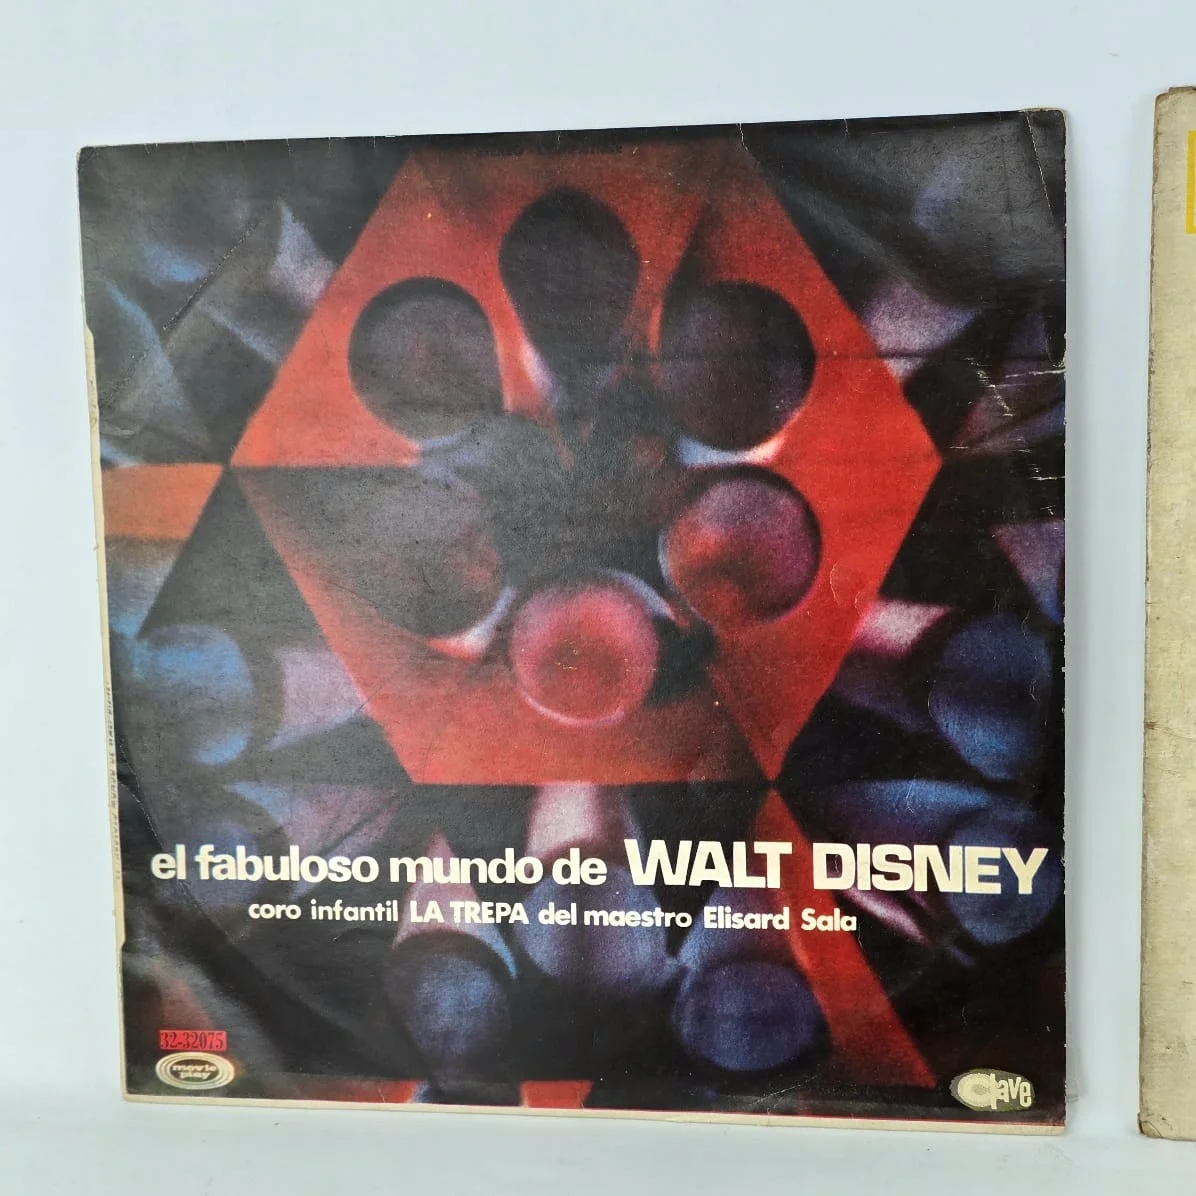 el fabuloso mundo de WALT DISNEY
coro infantil LA TREPA del maestro Elisard Sala
32-32075
movie
play
Clave